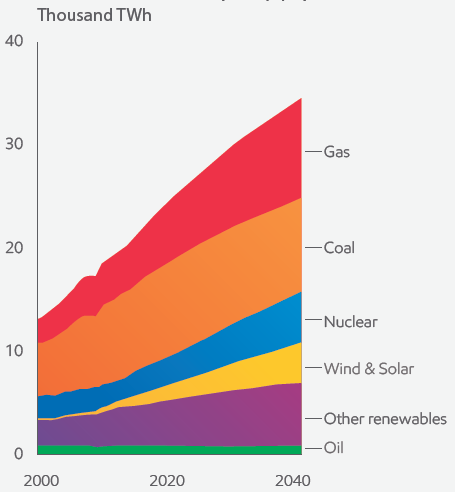 Thousand TWh
40
30
20
10
0
Gas
Coal
Nuclear
Wind & Solar
Other renewables
Oil
2000 2020 2040